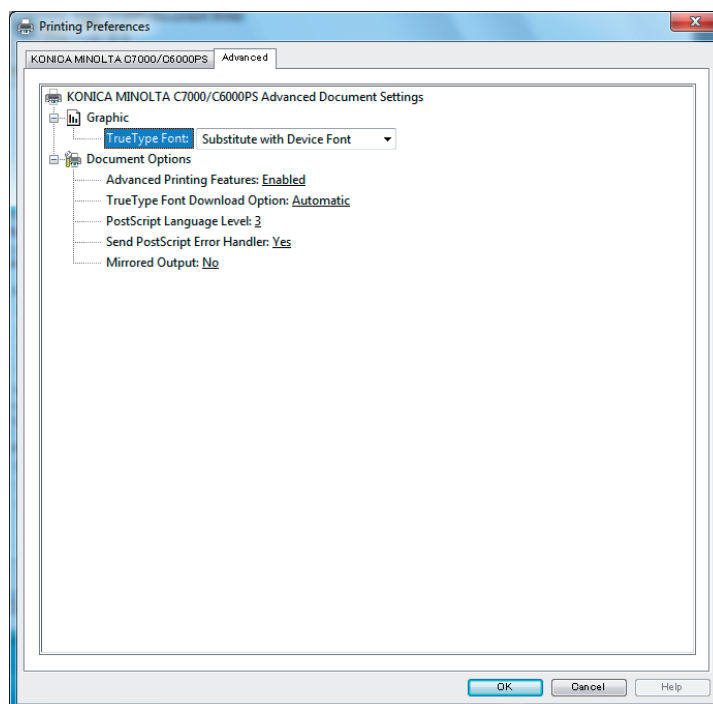 Printing Preferences
KONICA MINOLTA C7000/C6000PS Advanced
KONICA MINOLTA C7000/C6000PS Advanced Document Settings
Graphic
TrueType Font: Substitute with Device Font
Document Options
Advanced Printing Features: Enabled
TrueType Font Download Option: Automatic
PostScript Language Level: 3
Send PostScript Error Handler: Yes
Mirrored Output: No
OK Cancel Help